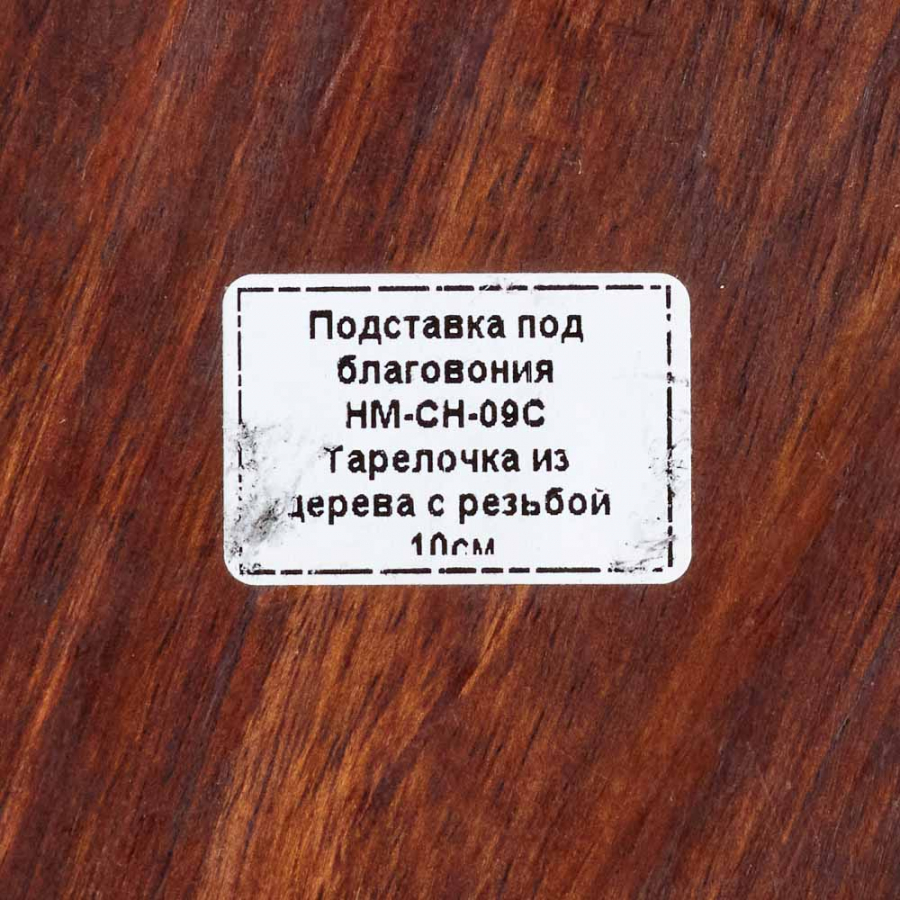 Подставка под
благовония
HM-CH-09C
Тарелочка из
дерева с резьбой
10см